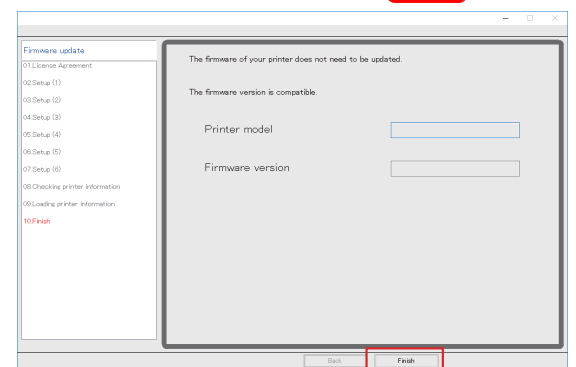 Firmware update
01.License Agreement
02.Setup (1)
03.Setup (2)
04.Setup (3)
05.Setup (4)
06.Setup (5)
07.Setup (6)
08.Checking printer information
09.Loading printer information
10.Finish
The firmware of your printer does not need to be updated.
The firmware version is compatible.
Printer model
Firmware version
Back
Finish